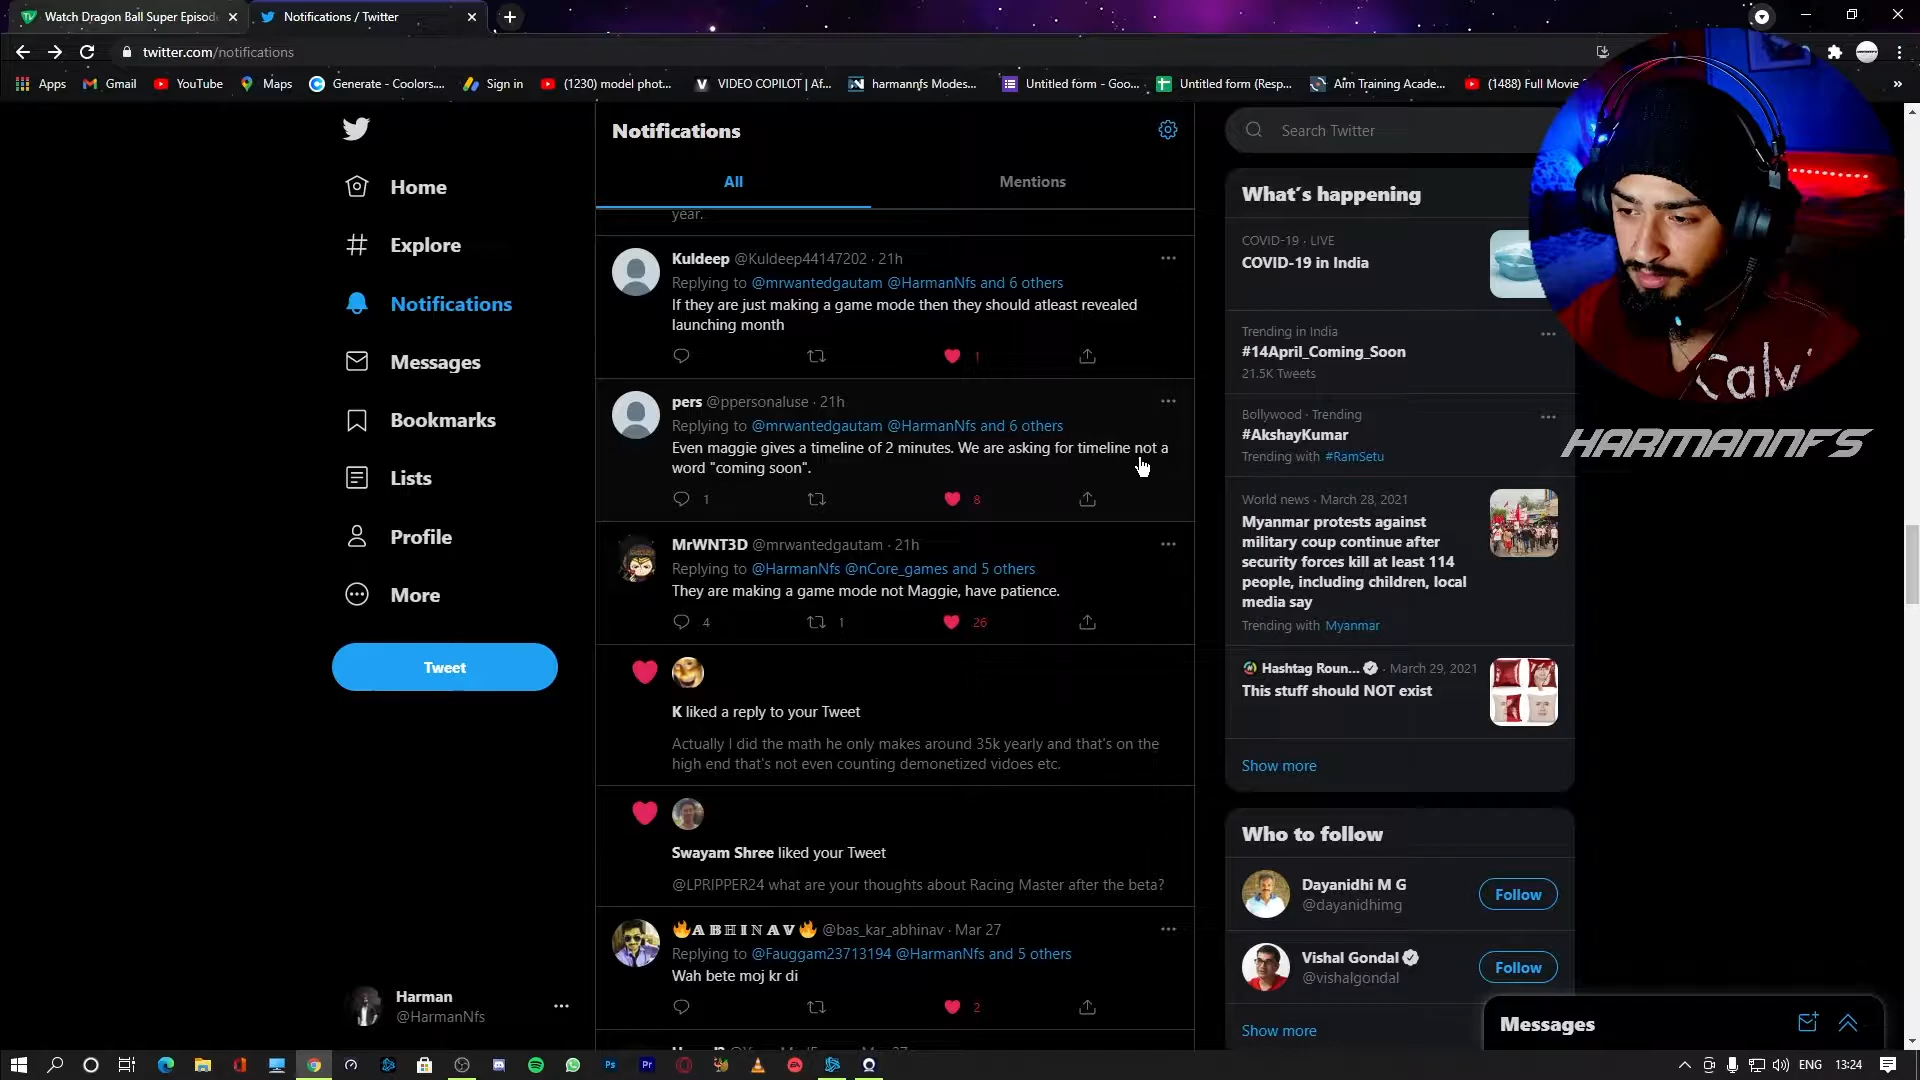 Watch Dragon Ball Super Episod
Notifications / Twitter
twitter.com/notifications
Apps
Gmail
YouTube
Maps
Generate - Coolors....
Sign in
(1230) model phot...
VIDEO COPILOT | Af...
harmannfs Modes...
Untitled form - Goo...
Untitled form (Resp...
Aim Training Acade...
(1488) Full Movie
»
Home
Explore
Notifications
Messages
Bookmarks
Lists
Profile
More
Tweet
Harman
@HarmanNfs
Notifications
All
Mentions
year.
Kuldeep @Kuldeep44147202 · 21h
Replying to @mrwantedgautam @HarmanNfs and 6 others
If they are just making a game mode then they should atleast revealed
launching month
1
pers @ppersonaluse · 21h
Replying to @mrwantedgautam @HarmanNfs and 6 others
Even maggie gives a timeline of 2 minutes. We are asking for timeline not a
word "coming soon".
1 8
MrWNT3D @mrwantedgautam · 21h
Replying to @HarmanNfs @nCore_games and 5 others
They are making a game mode not Maggie, have patience.
4 1 26
K liked a reply to your Tweet
Actually I did the math he only makes around 35k yearly and that's on the
high end that's not even counting demonetized vidoes etc.
Swayam Shree liked your Tweet
@LPRIPPER24 what are your thoughts about Racing Master after the beta?
🔥𝔸𝔹ℍ𝕀ℕ𝔸𝕍🔥 @bas_kar_abhinav · Mar 27
Replying to @Fauggam23713194 @HarmanNfs and 5 others
Wah bete moj kr di
2
Search Twitter
What's happening
COVID-19 · LIVE
COVID-19 in India
Trending in India
#14April_Coming_Soon
21.5K Tweets
Bollywood · Trending
#AkshayKumar
Trending with #RamSetu
World news · March 28, 2021
Myanmar protests against
military coup continue after
security forces kill at least 114
people, including children, local
media say
Trending with Myanmar
Hashtag Roun... · March 29, 2021
This stuff should NOT exist
Show more
Who to follow
Dayanidhi M G
@dayanidhimg
Follow
Vishal Gondal
@vishalgondal
Follow
Show more
Messages
Calv
HARMANNFS
ENG
13:24